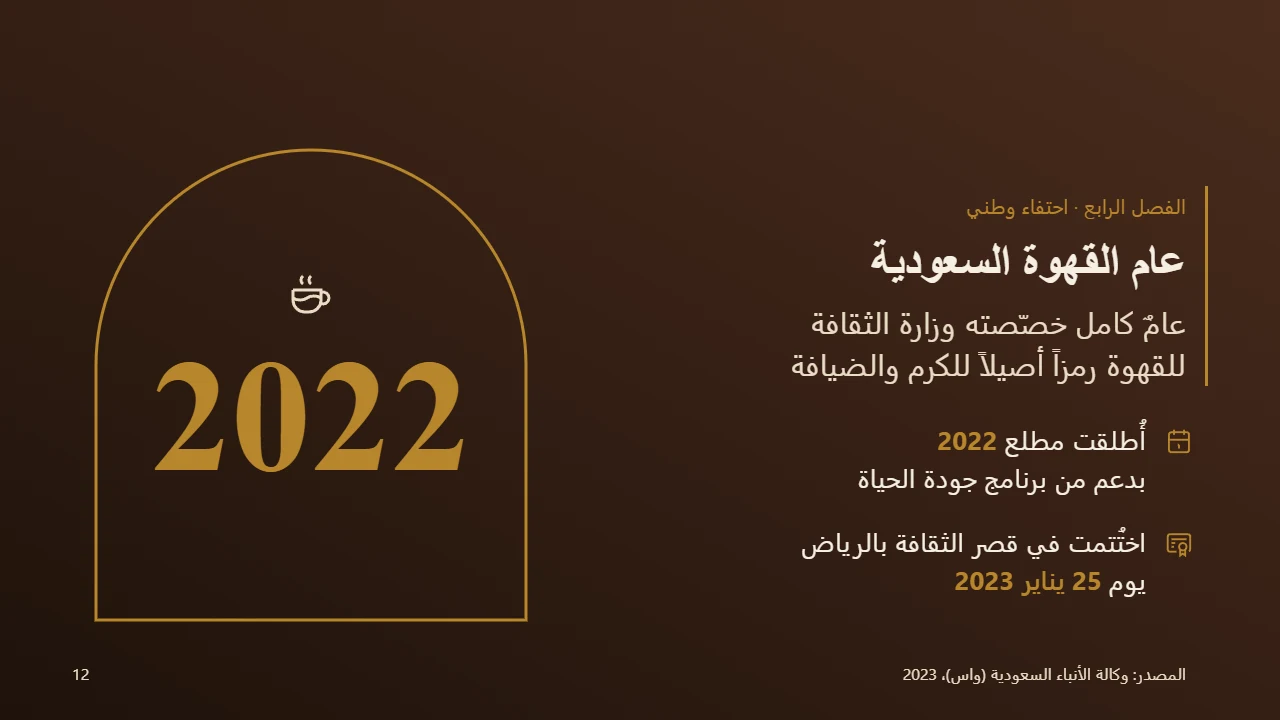 الفصل الرابع · احتفاء وطني
عام القهوة السعودية
عامٌ كامل خصّصته وزارة الثقافة
للقهوة رمزاً أصيلاً للكرم والضيافة
أُطلقت مطلع 2022
بدعم من برنامج جودة الحياة
اختُتمت في قصر الثقافة بالرياض
يوم 25 يناير 2023
2022
المصدر: وكالة الأنباء السعودية (واس)، 2023
12